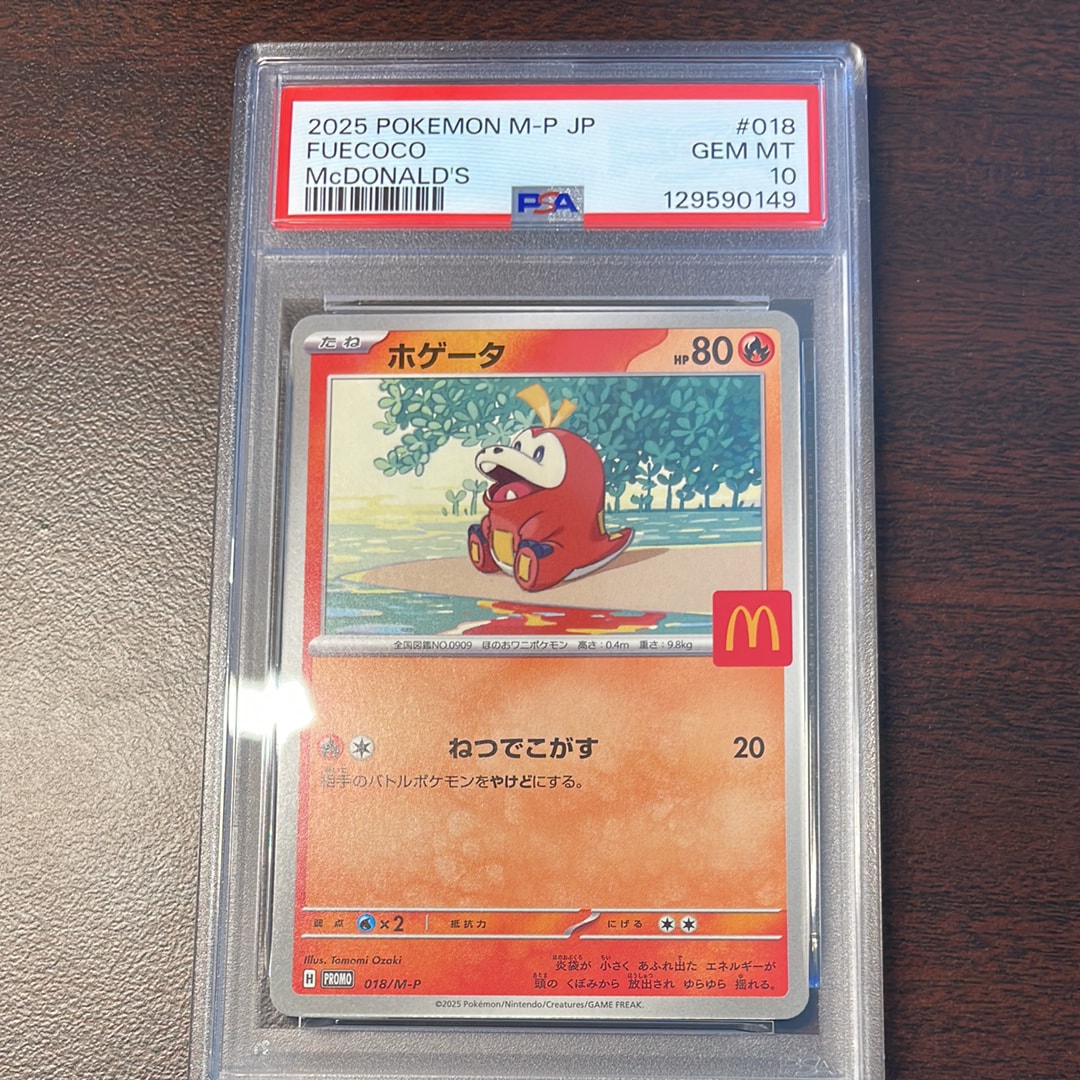 2025 POKEMON M-P JP #018
FUECOCO GEM MT
McDONALD'S 10
PSA 129590149
たね ホゲータ HP80
全国図鑑NO.0909 ほのおワニポケモン 高さ:0.4m 重さ:9.8kg
M
ねつでこがす 20
相手のバトルポケモンをやけどにする。
弱点 ×2 抵抗力 にげる
Illus. Tomomi Ozaki
炎袋が 小さく あふれ出た エネルギーが
頭の くぼみから 放出され ゆらゆら 揺れる。
H PROMO 018/M-P
©2025 Pokémon/Nintendo/Creatures/GAME FREAK.